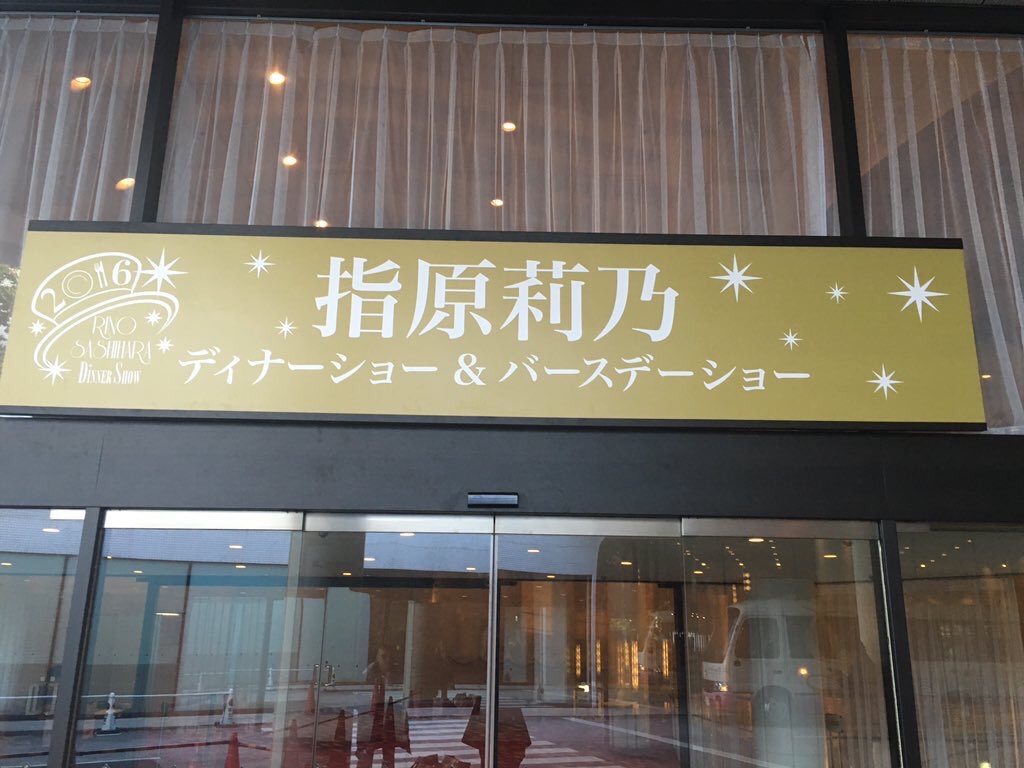 2016
RINO
SASHIHARA
DINNER SHOW
指原莉乃
ディナーショー & バースデーショー